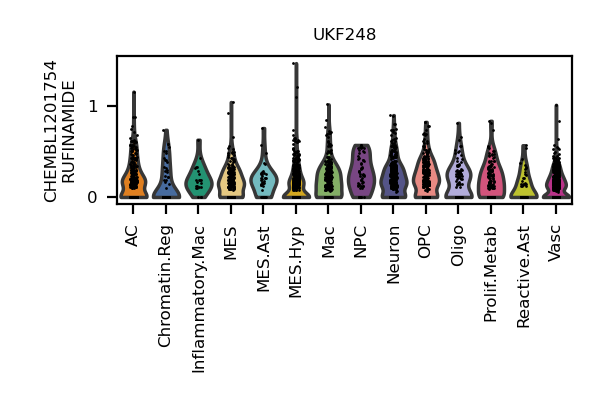 UKF248
CHEMBL1201754
RUFINAMIDE
1
0
AC
Chromatin.Reg
Inflammatory.Mac
MES
MES.Ast
MES.Hyp
Mac
NPC
Neuron
OPC
Oligo
Prolif.Metab
Reactive.Ast
Vasc